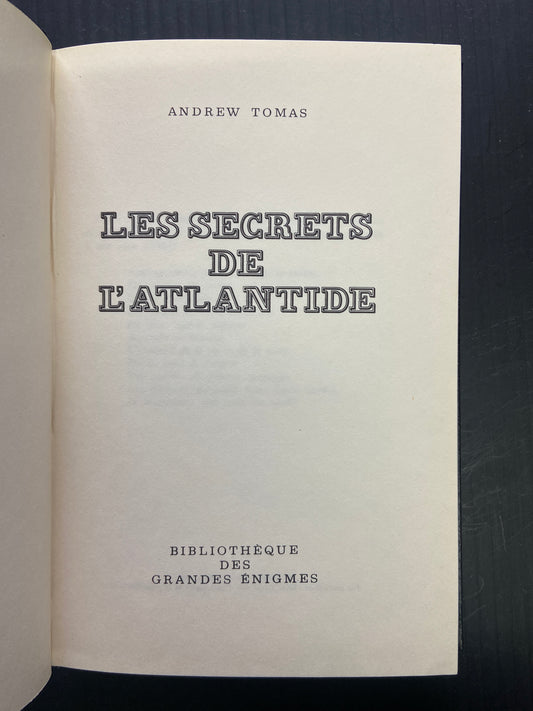 ANDREW TOMAS
LES SECRETS
DE
L'ATLANTIDE
BIBLIOTHÈQUE
DES
GRANDES ÉNIGMES